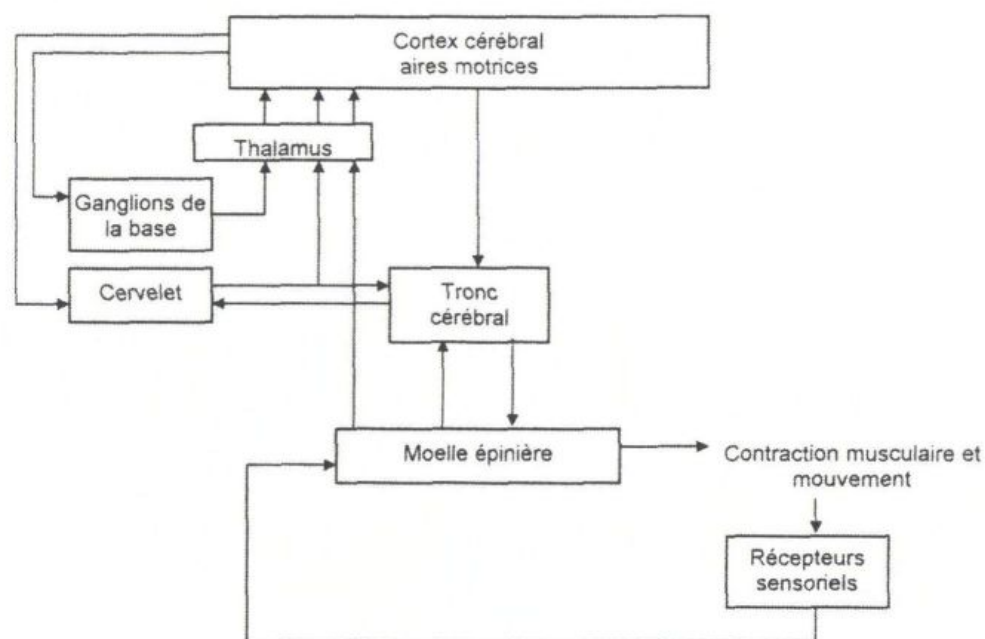 Cortex cérébral
aires motrices
Thalamus
Ganglions de
la base
Cervelet
Tronc
cérébral
Moelle épinière
Contraction musculaire et
mouvement
Récepteurs
sensoriels